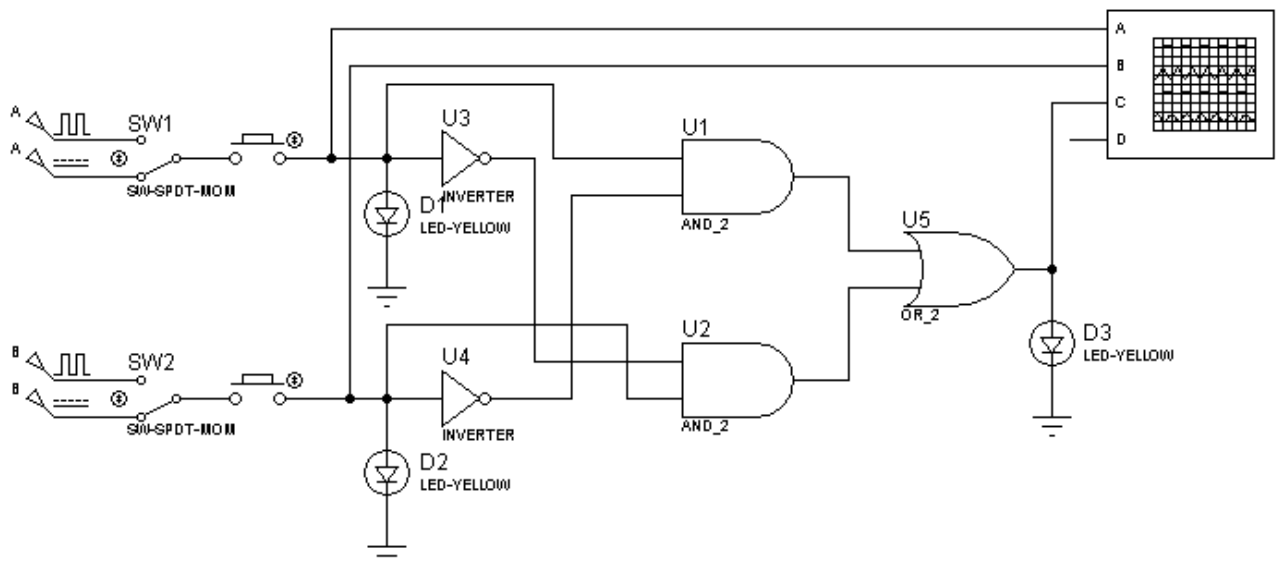 A
B
C
D
A
SW1
A
SW-SPDT-MOM
U3
INVERTER
D1
LED-YELLOW
U1
AND_2
U5
OR_2
B
SW2
B
SW-SPDT-MOM
U4
INVERTER
D2
LED-YELLOW
U2
AND_2
D3
LED-YELLOW